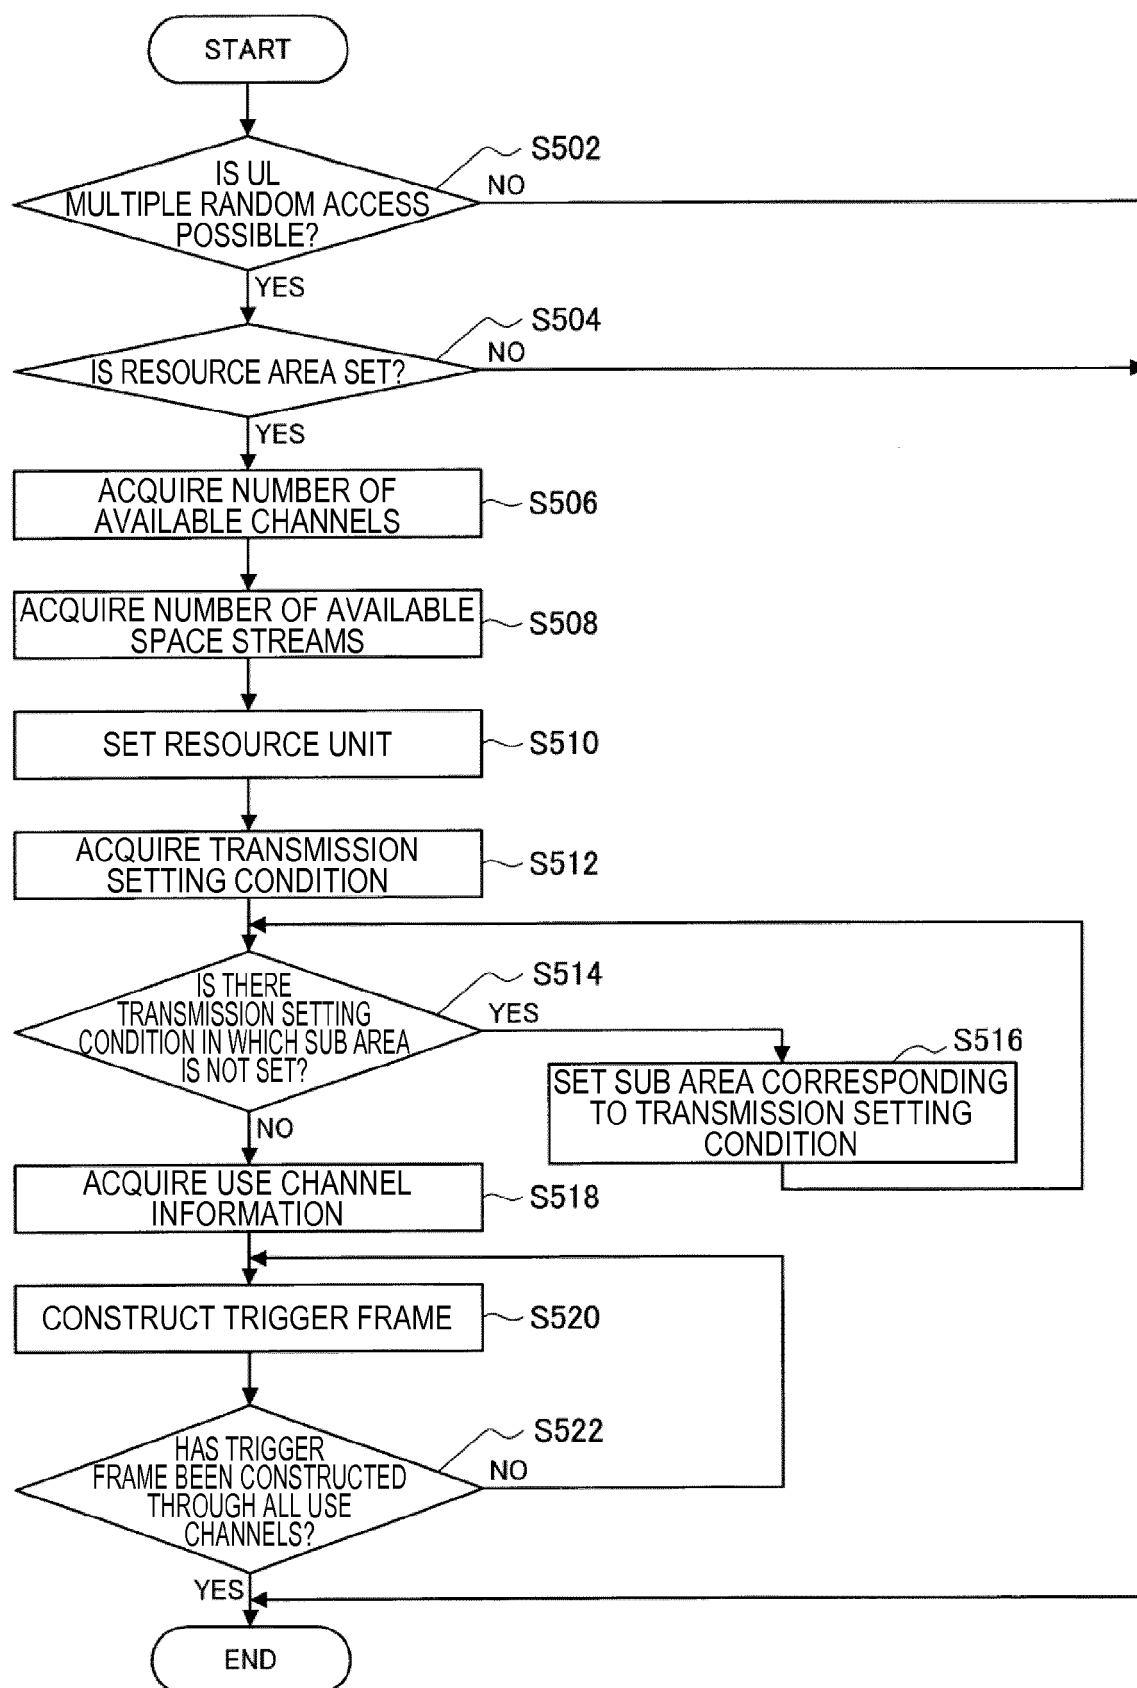 START
S502
IS UL
MULTIPLE RANDOM ACCESS
POSSIBLE?
NO
YES
S504
IS RESOURCE AREA SET?
NO
YES
ACQUIRE NUMBER OF
AVAILABLE CHANNELS
S506
ACQUIRE NUMBER OF AVAILABLE
SPACE STREAMS
S508
SET RESOURCE UNIT
S510
ACQUIRE TRANSMISSION
SETTING CONDITION
S512
S514
IS THERE
TRANSMISSION SETTING
CONDITION IN WHICH SUB AREA
IS NOT SET?
YES
S516
SET SUB AREA CORRESPONDING
TO TRANSMISSION SETTING
CONDITION
NO
ACQUIRE USE CHANNEL
INFORMATION
S518
CONSTRUCT TRIGGER FRAME
S520
S522
HAS TRIGGER
FRAME BEEN CONSTRUCTED
THROUGH ALL USE
CHANNELS?
NO
YES
END